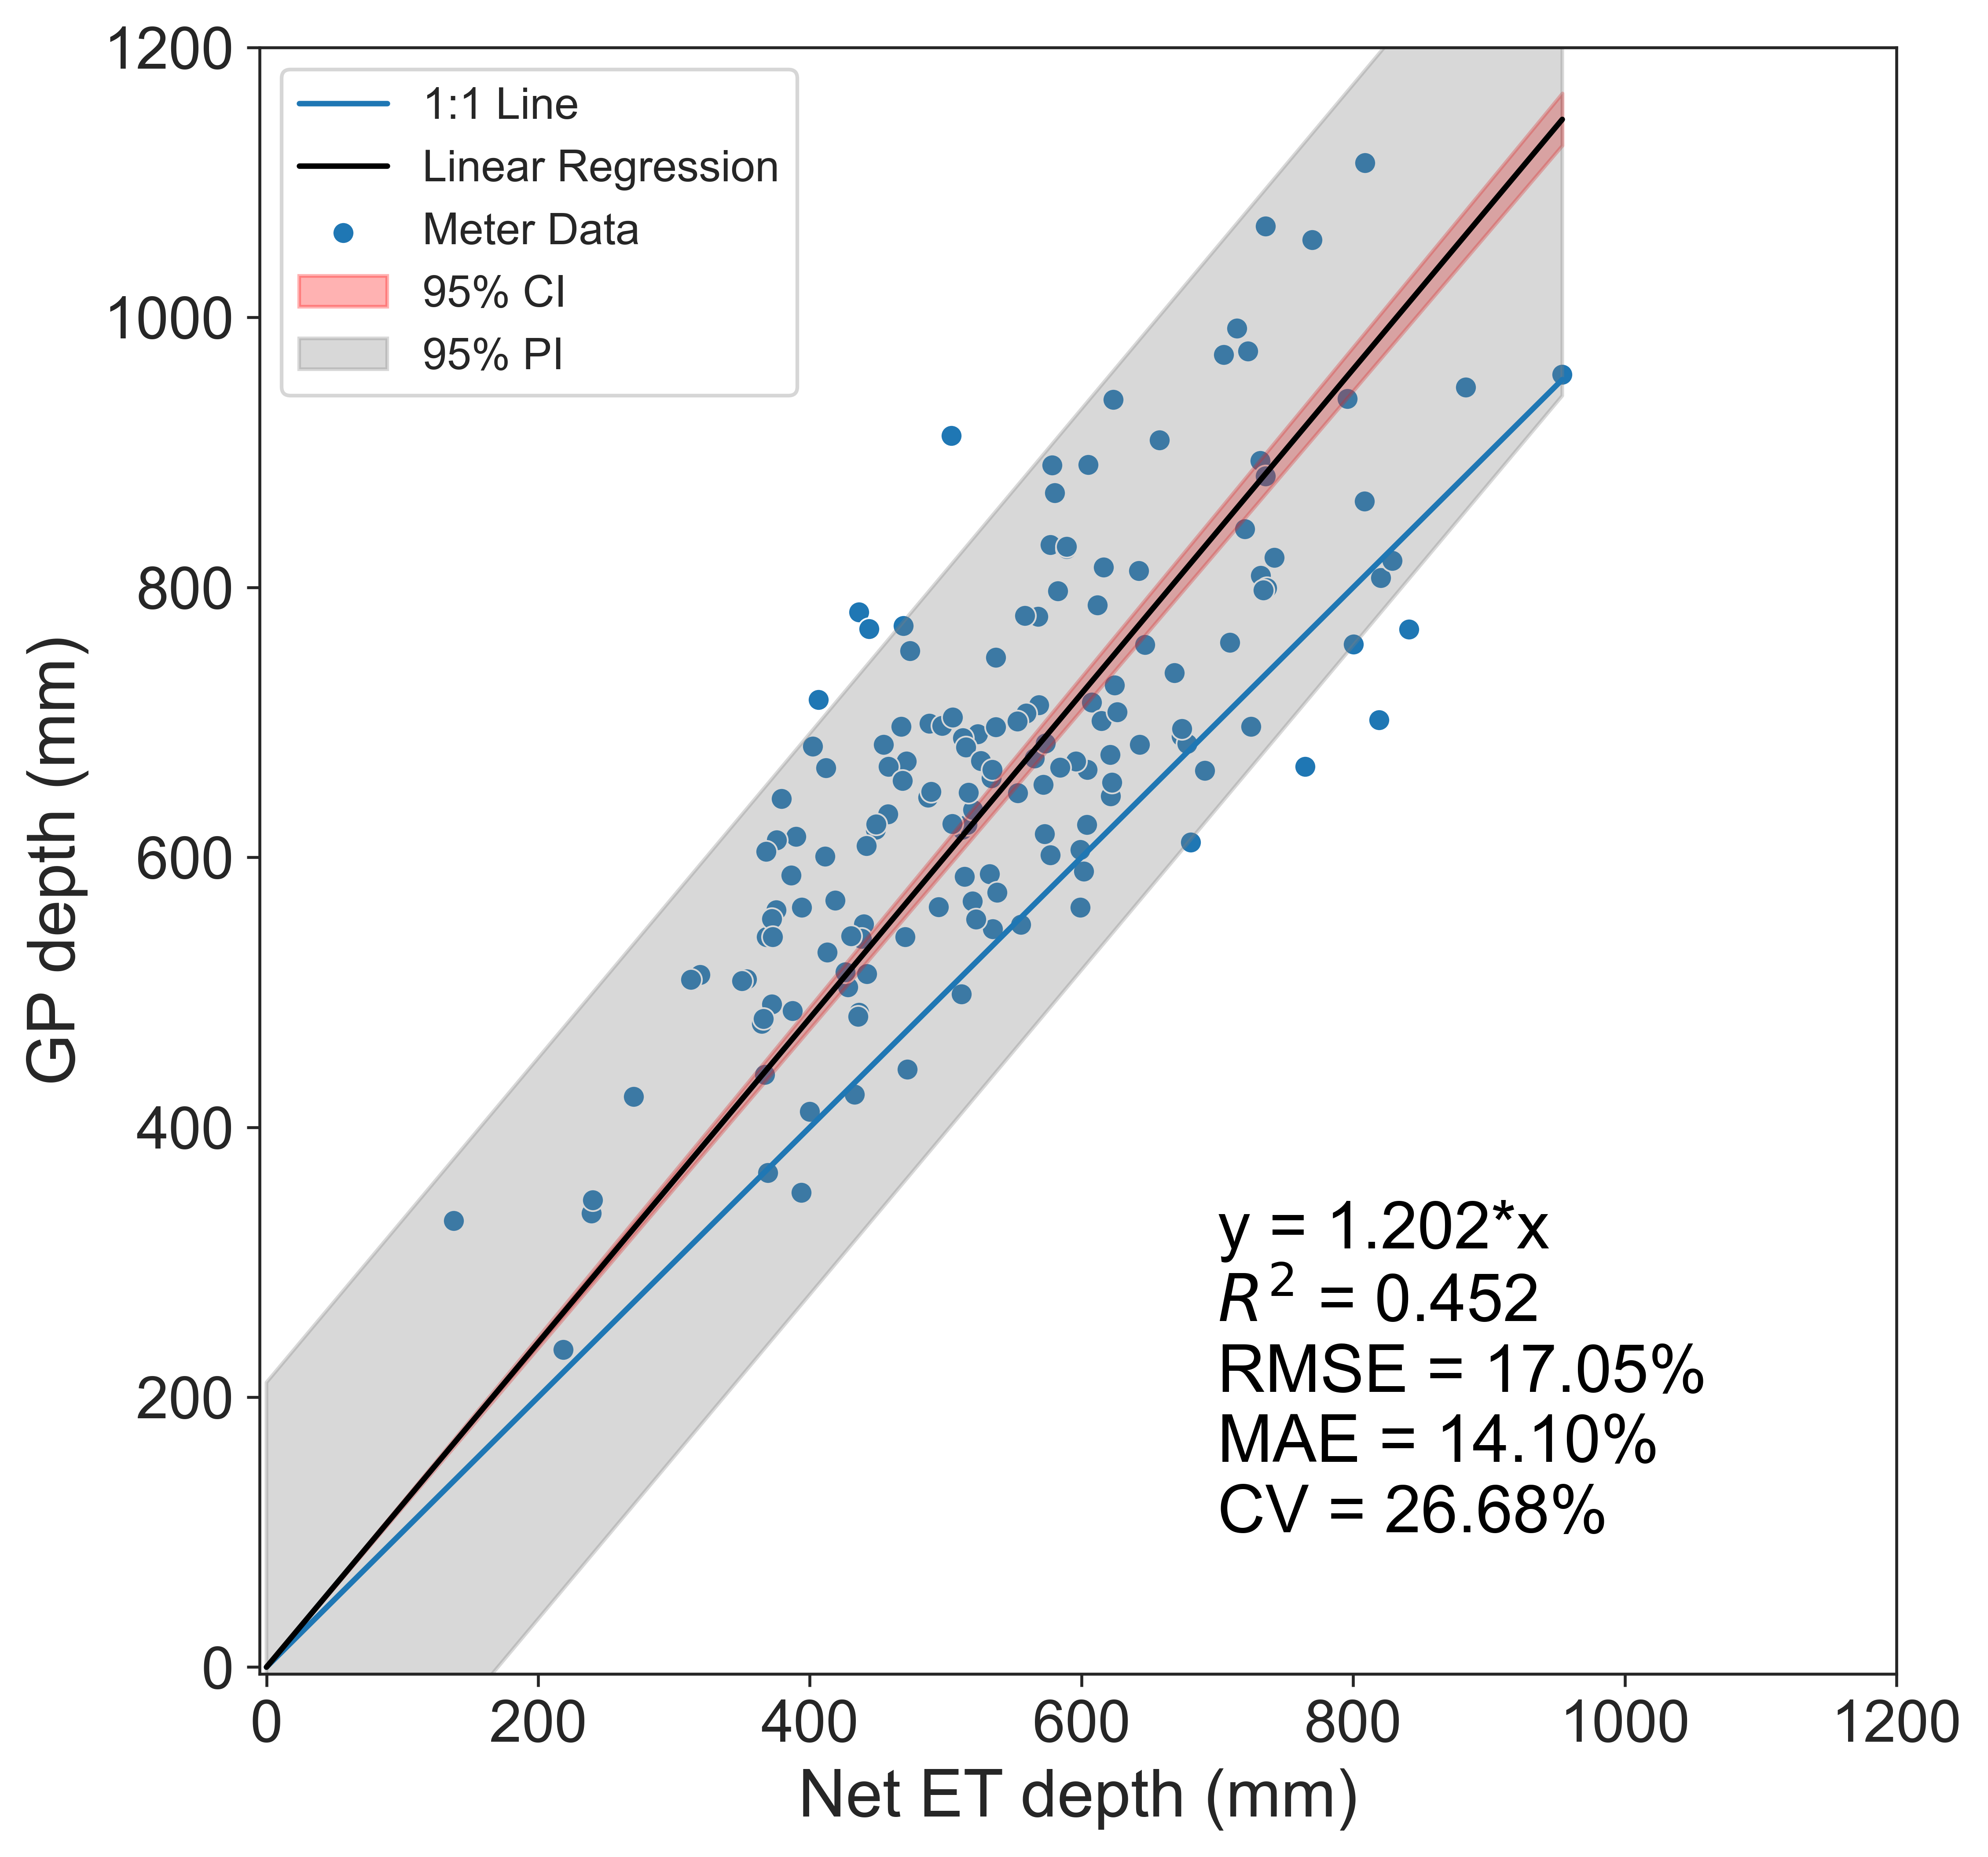 1:1 Line
Linear Regression
Meter Data
95% CI
95% PI
1200
1000
800
600
400
200
0
GP depth (mm)
y = 1.202*x
R² = 0.452
RMSE = 17.05%
MAE = 14.10%
CV = 26.68%
0 200 400 600 800 1000 1200
Net ET depth (mm)